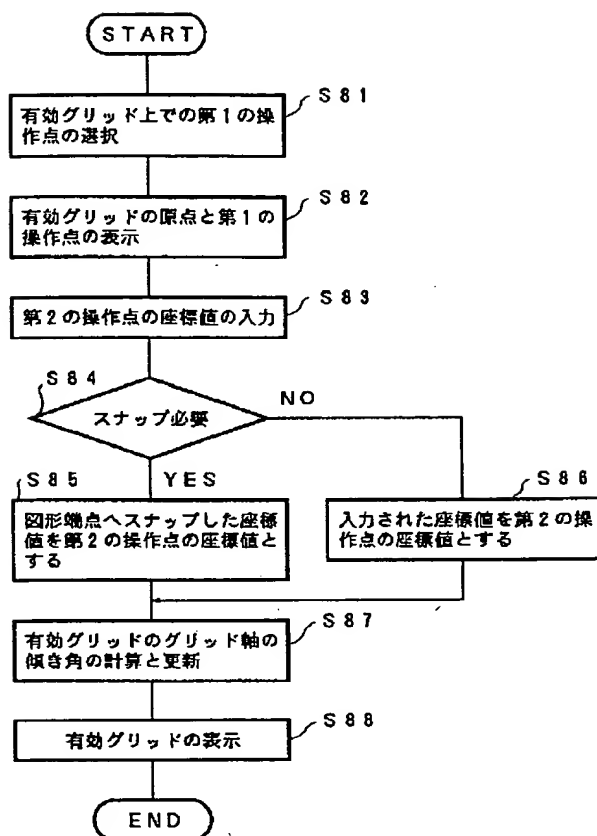 START
S81
有効グリッド上での第1の操
作点の選択
S82
有効グリッドの原点と第1の
操作点の表示
S83
第2の操作点の座標値の入力
S84
スナップ必要
NO
YES
S85
図形端点へスナップした座標
値を第2の操作点の座標値と
する
S86
入力された座標値を第2の操
作点の座標値とする
S87
有効グリッドのグリッド軸の
傾き角の計算と更新
S88
有効グリッドの表示
END